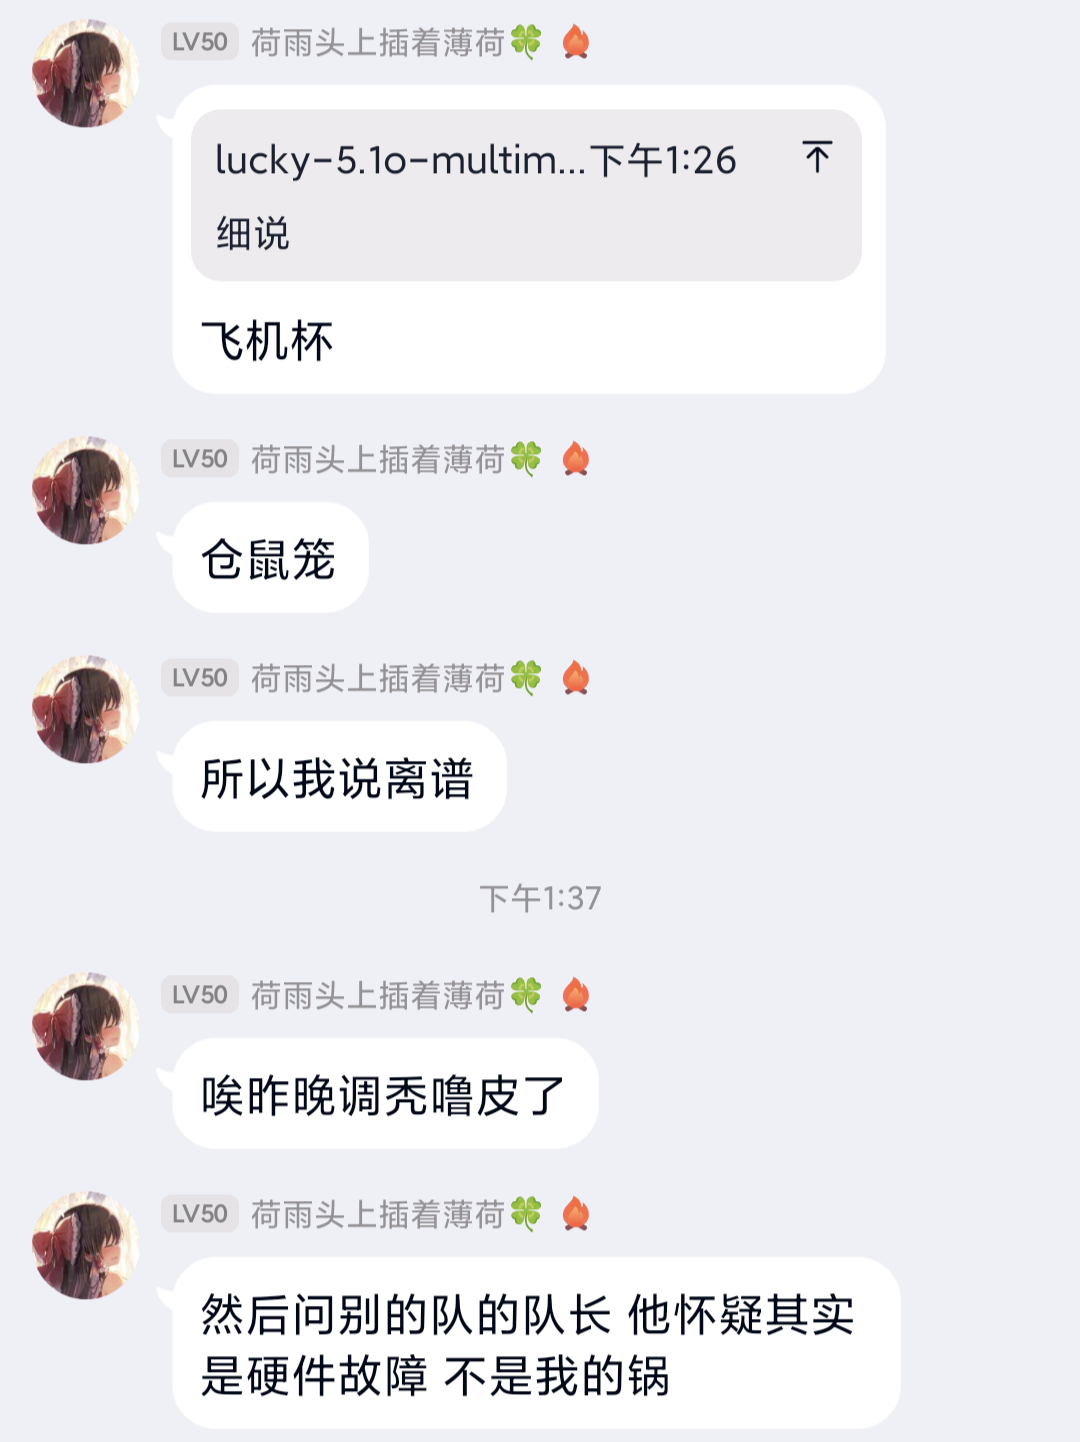 LV50 荷雨头上插着薄荷🍀 🔥
lucky-5.1o-multim...下午1:26
细说
飞机杯
LV50 荷雨头上插着薄荷🍀 🔥
仓鼠笼
LV50 荷雨头上插着薄荷🍀 🔥
所以我说离谱
下午1:37
LV50 荷雨头上插着薄荷🍀 🔥
唉昨晚调秃噜皮了
LV50 荷雨头上插着薄荷🍀 🔥
然后问别的队的队长 他怀疑其实
是硬件故障 不是我的锅